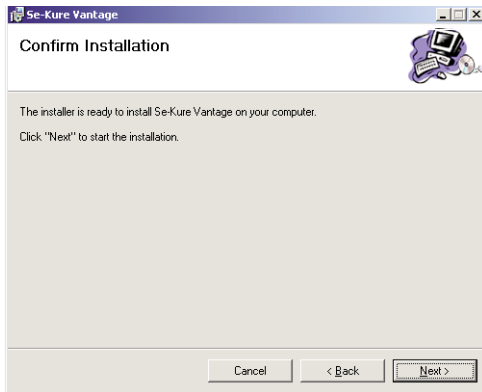 Se-Kure Vantage
Confirm Installation
The installer is ready to install Se-Kure Vantage on your computer.
Click "Next" to start the installation.
Cancel
< Back
Next >